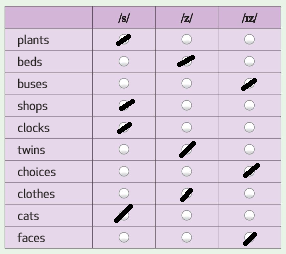 /s/ /z/ /ɪz/
plants
beds
buses
shops
clocks
twins
choices
clothes
cats
faces